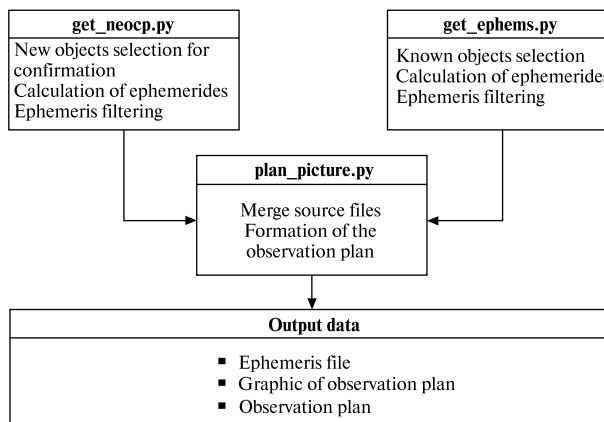 get_neocp.py
New objects selection for
confirmation
Calculation of ephemerides
Ephemeris filtering
get_ephems.py
Known objects selection
Calculation of ephemerides
Ephemeris filtering
plan_picture.py
Merge source files
Formation of the
observation plan
Output data
▪ Ephemeris file
▪ Graphic of observation plan
▪ Observation plan